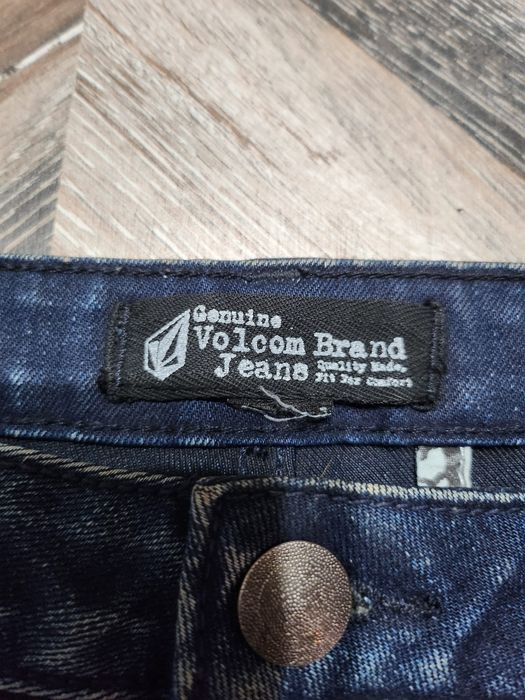 Genuine
Volcom Brand
Jeans
Quality Made,
Fit For Comfort